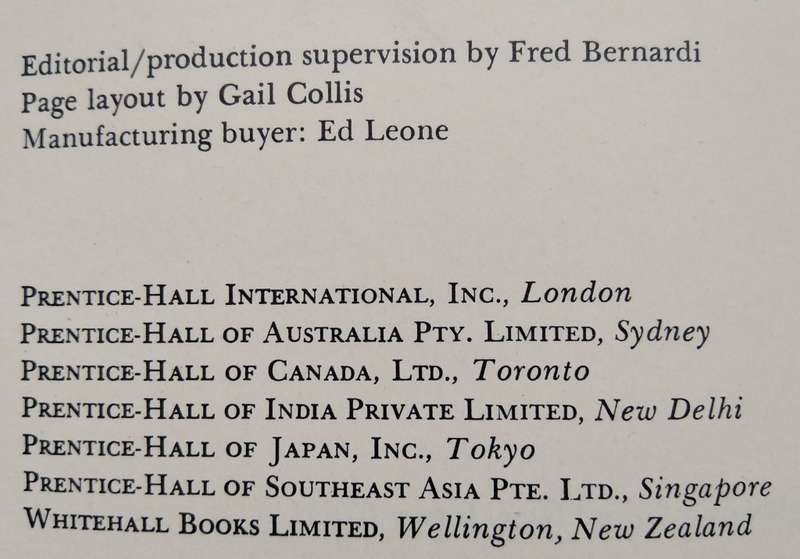 Editorial/production supervision by Fred Bernardi
Page layout by Gail Collis
Manufacturing buyer: Ed Leone
PRENTICE-HALL INTERNATIONAL, INC., London
PRENTICE-HALL OF AUSTRALIA PTY. LIMITED, Sydney
PRENTICE-HALL OF CANADA, LTD., Toronto
PRENTICE-HALL OF INDIA PRIVATE LIMITED, New Delhi
PRENTICE-HALL OF JAPAN, INC., Tokyo
PRENTICE-HALL OF SOUTHEAST ASIA PTE. LTD., Singapore
WHITEHALL BOOKS LIMITED, Wellington, New Zealand